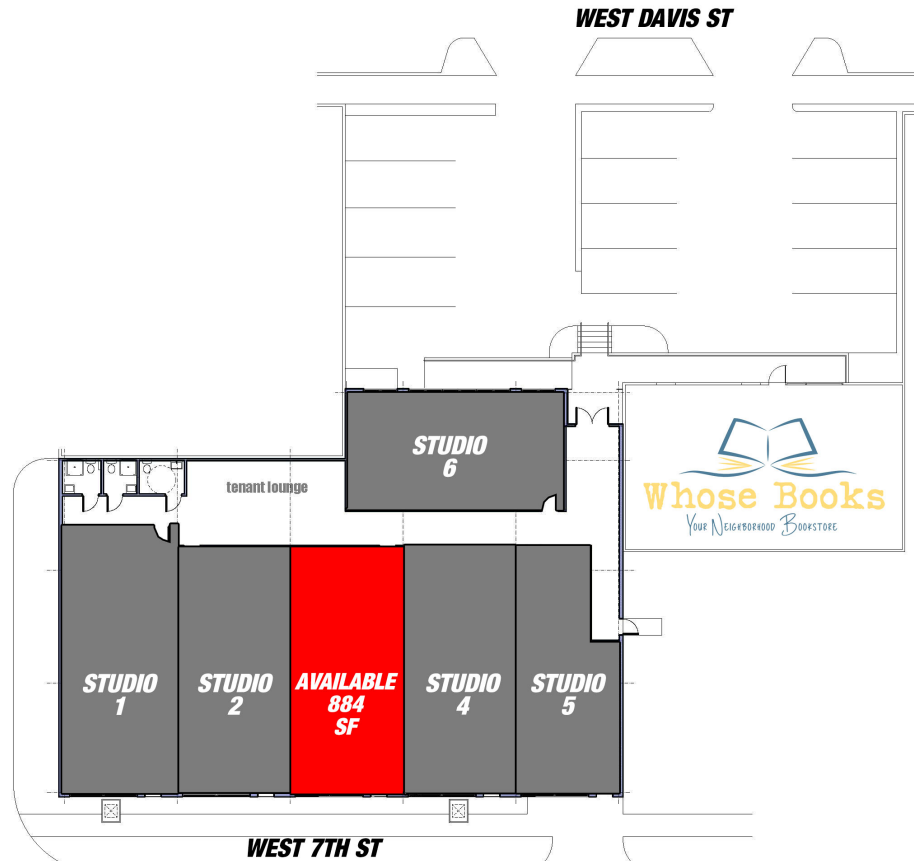 WEST DAVIS ST
STUDIO
6
tenant lounge
Whose Books
Your Neighborhood Bookstore
STUDIO
1
STUDIO
2
AVAILABLE
884
SF
STUDIO
4
STUDIO
5
WEST 7TH ST